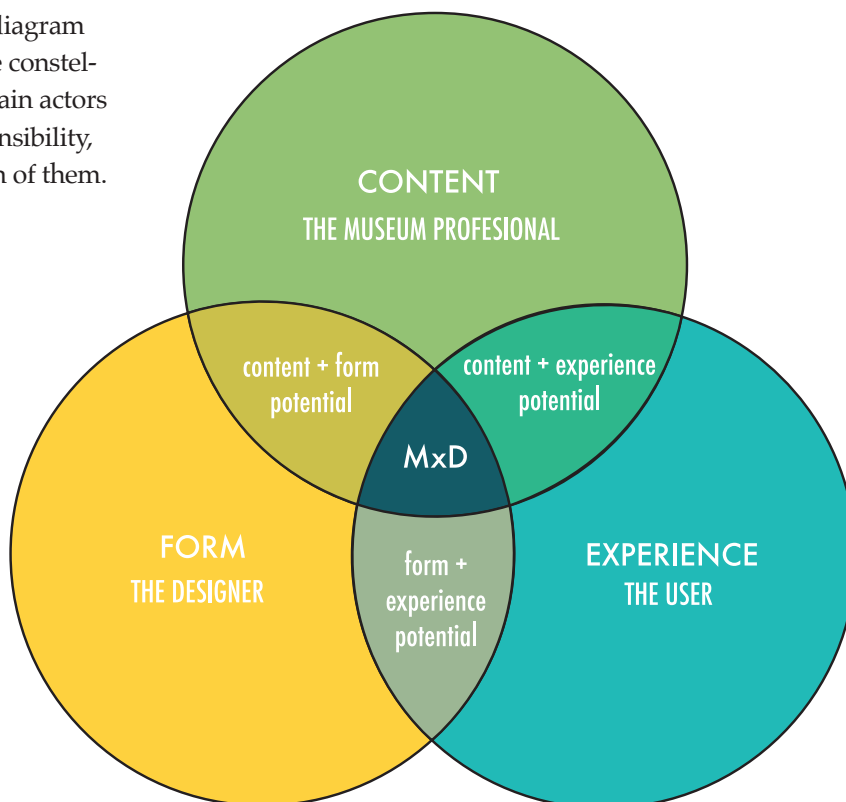 diagram
constel-
ain actors
nsibility,
of them.
CONTENT
THE MUSEUM PROFESIONAL
content + form
potential
content + experience
potential
MxD
FORM
THE DESIGNER
form +
experience
potential
EXPERIENCE
THE USER